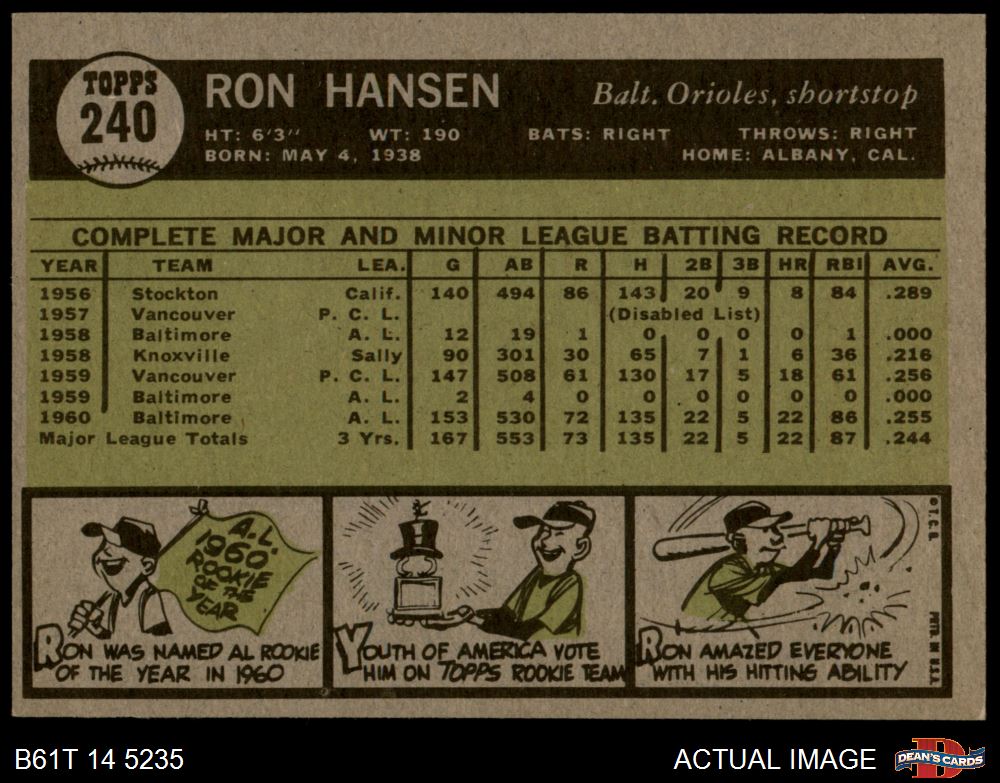 TOPPS
240
RON HANSEN
Balt. Orioles, shortstop
HT: 6'3" WT: 190 BATS: RIGHT THROWS: RIGHT
BORN: MAY 4, 1938 HOME: ALBANY, CAL.
COMPLETE MAJOR AND MINOR LEAGUE BATTING RECORD
YEAR TEAM LEA. G AB R H 2B 3B HR RBI AVG.
1956 Stockton Calif. 140 494 86 143 20 9 8 84 .289
1957 Vancouver P. C. L. (Disabled List)
1958 Baltimore A. L. 12 19 1 0 0 0 0 1 .000
1958 Knoxville Sally 90 301 30 65 7 1 6 36 .216
1959 Vancouver P. C. L. 147 508 61 130 17 5 18 61 .256
1959 Baltimore A. L. 2 4 0 0 0 0 0 0 .000
1960 Baltimore A. L. 153 530 72 135 22 5 22 86 .255
Major League Totals 3 Yrs. 167 553 73 135 22 5 22 87 .244
A.L.
1960
ROOKIE
OF THE
YEAR
RON WAS NAMED AL ROOKIE
OF THE YEAR IN 1960
H
YOUTH OF AMERICA VOTE
HIM ON TOPPS ROOKIE TEAM
RON AMAZED EVERYONE
WITH HIS HITTING ABILITY
© T.C.G.
PRTD. IN U.S.A.
B61T 14 5235
ACTUAL IMAGE
D
DEAN'S CARDS